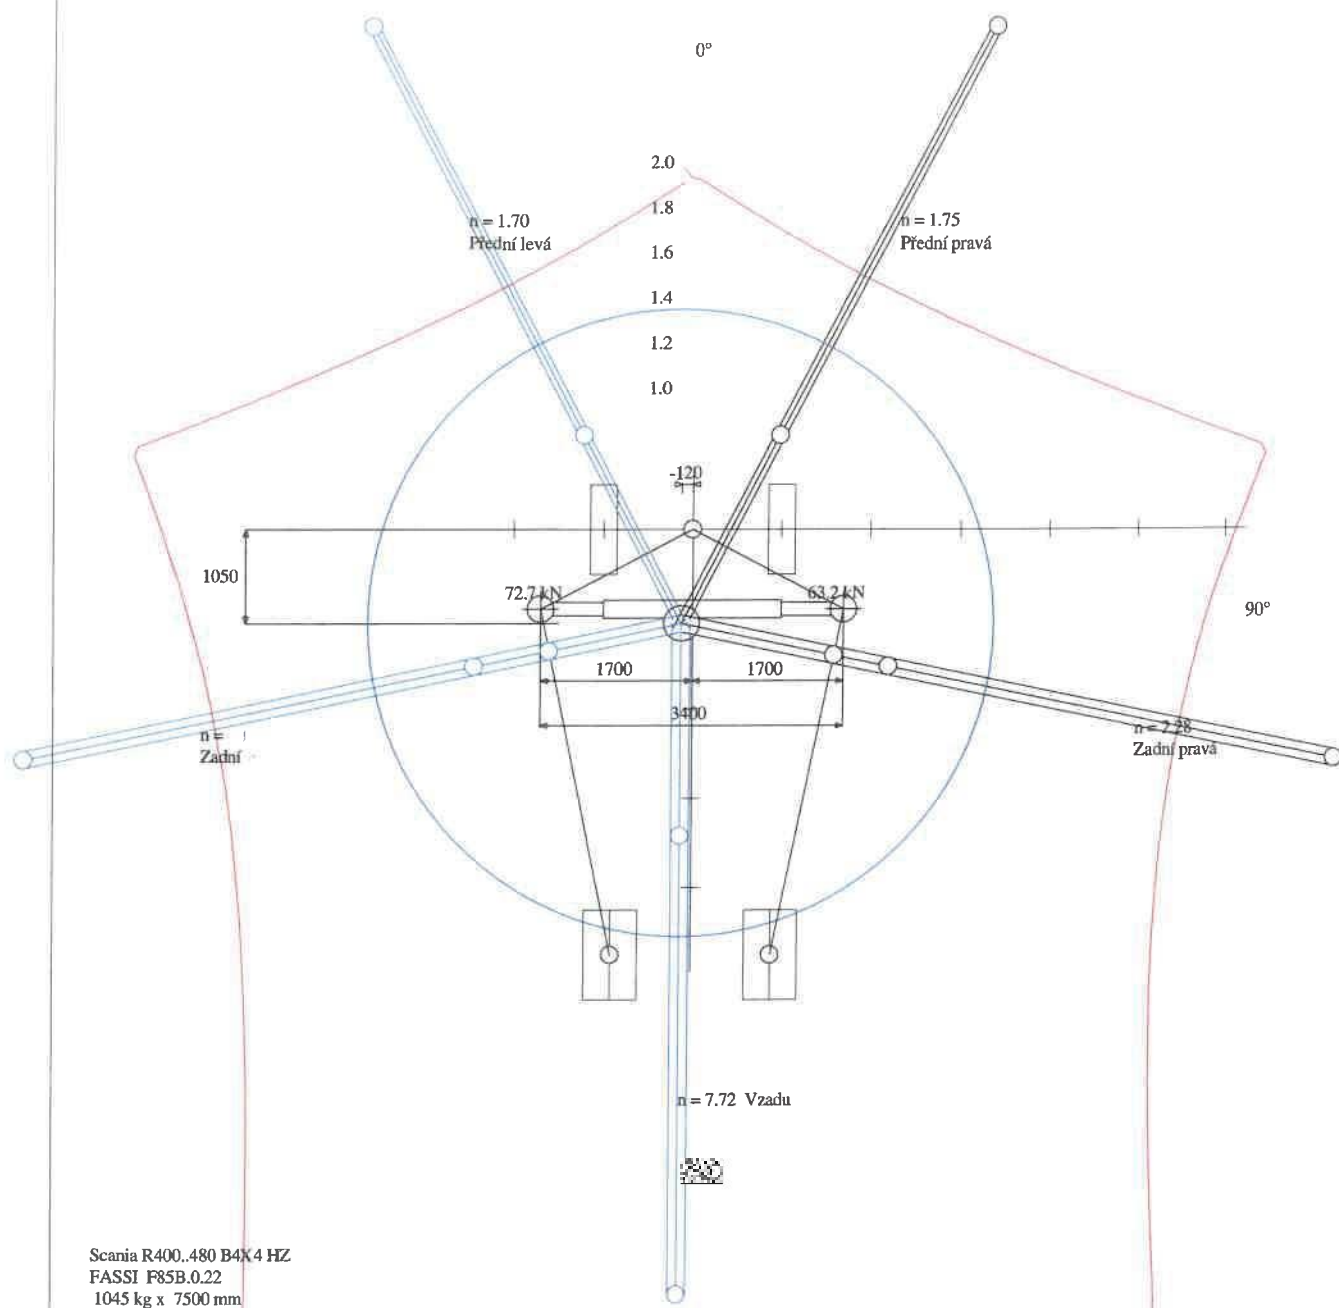 0°
2.0
1.8
n = 1.70
Přední levá
n = 1.75
Přední pravá
1.6
1.4
1.2
1.0
-120
1050
72.7 kN
63.2 kN
90°
1700
1700
3400
n =
Zadní
n = 2.28
Zadní pravá
n = 7.72 Vzadu
Scania R400..480 B4X4 HZ
FASSI F85B.0.22
1045 kg x 7500 mm